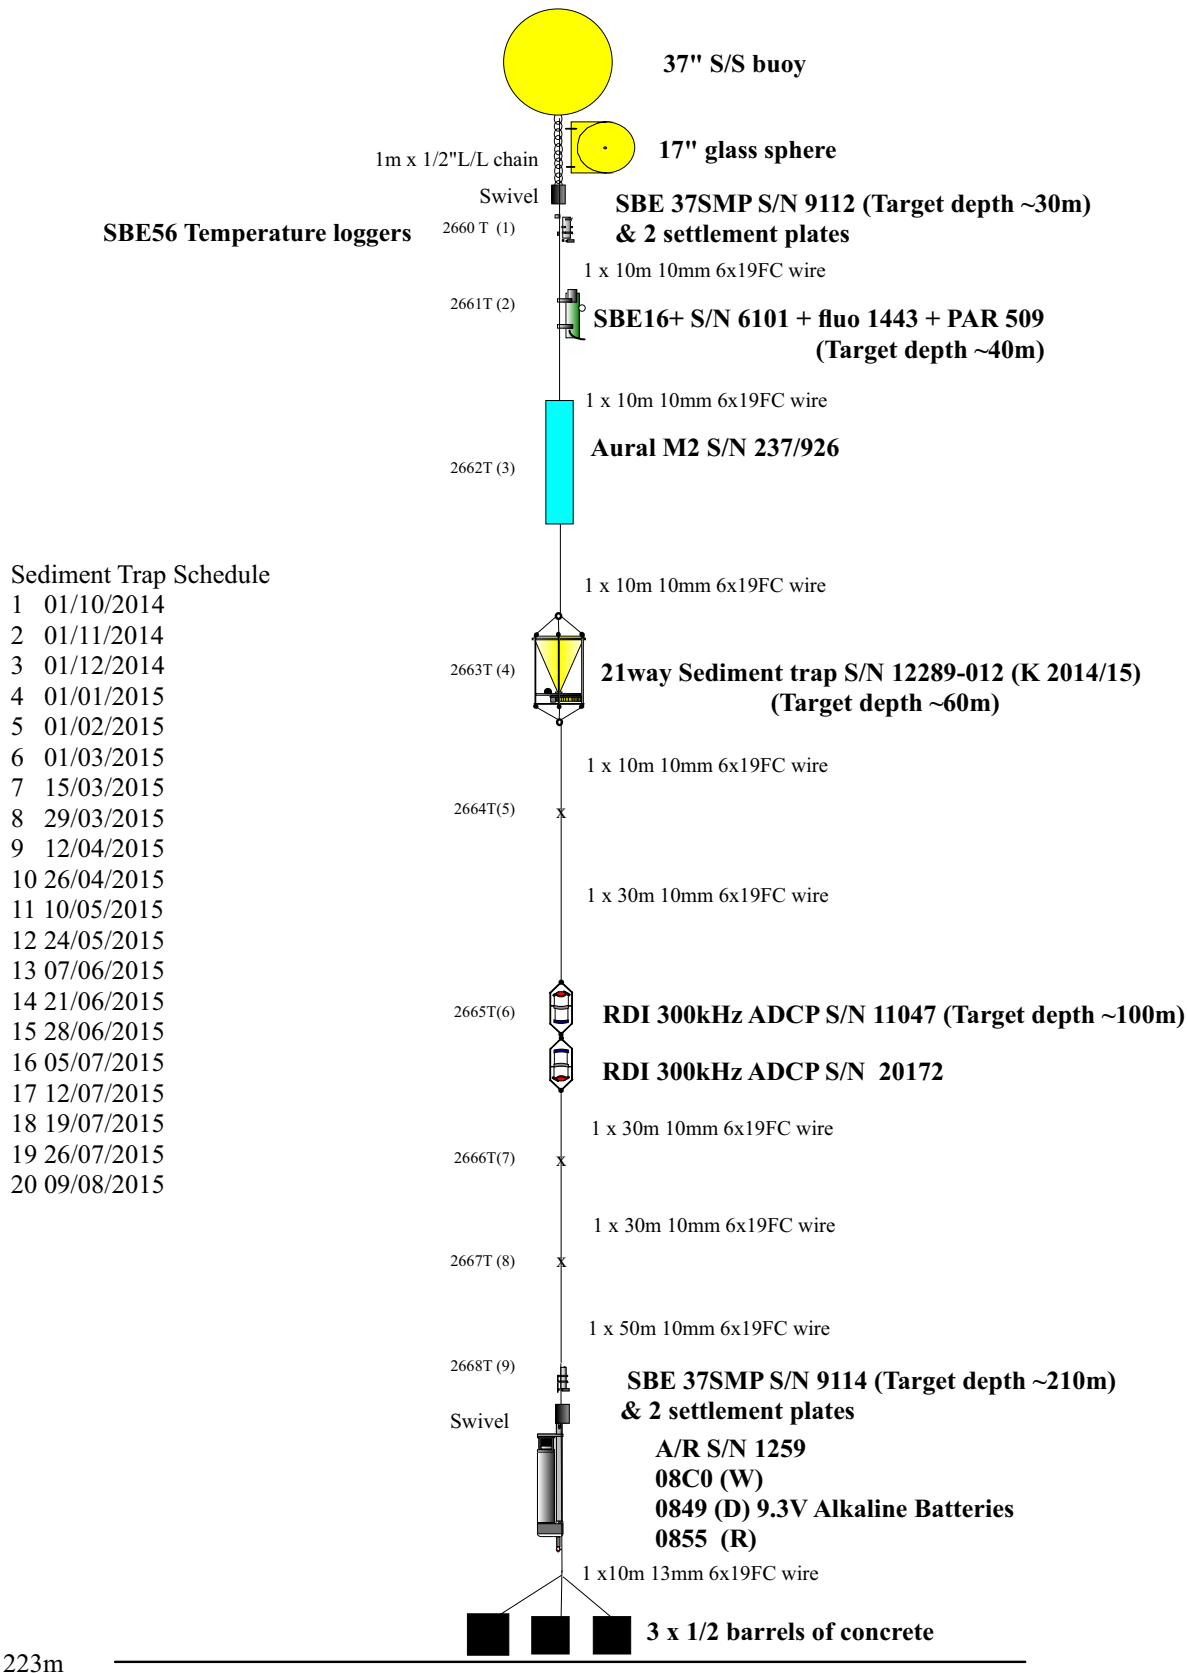 37" S/S buoy
17" glass sphere
1m x 1/2"L/L chain
Swivel
SBE 37SMP S/N 9112 (Target depth ~30m)
& 2 settlement plates
SBE56 Temperature loggers
2660 T (1)
1 x 10m 10mm 6x19FC wire
2661T (2)
SBE16+ S/N 6101 + fluo 1443 + PAR 509
(Target depth ~40m)
1 x 10m 10mm 6x19FC wire
Aural M2 S/N 237/926
2662T (3)
1 x 10m 10mm 6x19FC wire
Sediment Trap Schedule
1 01/10/2014
2 01/11/2014
3 01/12/2014
4 01/01/2015
5 01/02/2015
6 01/03/2015
7 15/03/2015
8 29/03/2015
9 12/04/2015
10 26/04/2015
11 10/05/2015
12 24/05/2015
13 07/06/2015
14 21/06/2015
15 28/06/2015
16 05/07/2015
17 12/07/2015
18 19/07/2015
19 26/07/2015
20 09/08/2015
2663T (4)
21way Sediment trap S/N 12289-012 (K 2014/15)
(Target depth ~60m)
1 x 10m 10mm 6x19FC wire
2664T(5)
x
1 x 30m 10mm 6x19FC wire
2665T(6)
RDI 300kHz ADCP S/N 11047 (Target depth ~100m)
RDI 300kHz ADCP S/N 20172
1 x 30m 10mm 6x19FC wire
2666T(7)
x
1 x 30m 10mm 6x19FC wire
2667T (8)
x
1 x 50m 10mm 6x19FC wire
2668T (9)
SBE 37SMP S/N 9114 (Target depth ~210m)
& 2 settlement plates
Swivel
A/R S/N 1259
08C0 (W)
0849 (D) 9.3V Alkaline Batteries
0855 (R)
1 x10m 13mm 6x19FC wire
3 x 1/2 barrels of concrete
223m